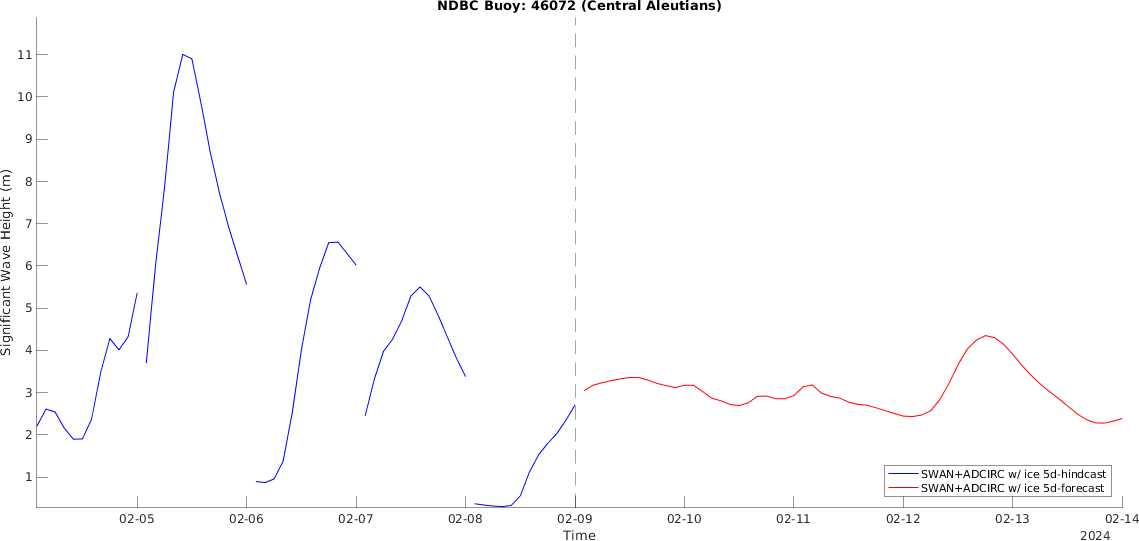 NDBC Buoy: 46072 (Central Aleutians)
11
10
9
8
7
6
5
4
3
2
1
Significant Wave Height (m)
SWAN+ADCIRC w/ ice 5d-hindcast
SWAN+ADCIRC w/ ice 5d-forecast
02-05 02-06 02-07 02-08 02-09 02-10 02-11 02-12 02-13 02-14
Time
2024